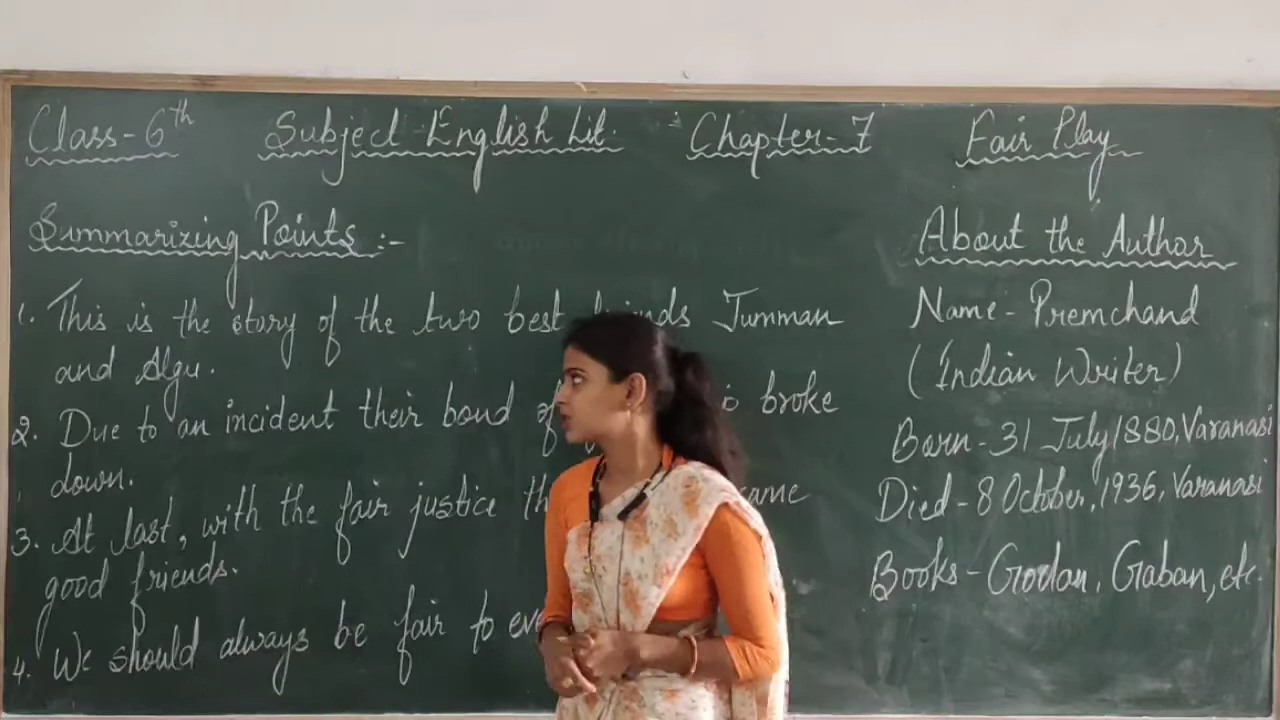 Class-6th Subject-English Lit. Chapter-7 Fair Play
Summarizing Points :-
1. This is the story of the two best friends Jumman
and Algu.
2. Due to an incident their bond of broke
down.
3. At last, with the fair justice
good friends.
4. We should always be fair to
About the Author
Name - Premchand
(Indian Writer)
Born - 31 July 1880, Varanasi
Died - 8 October, 1936, Varanasi
Books - Godan, Gaban, etc.